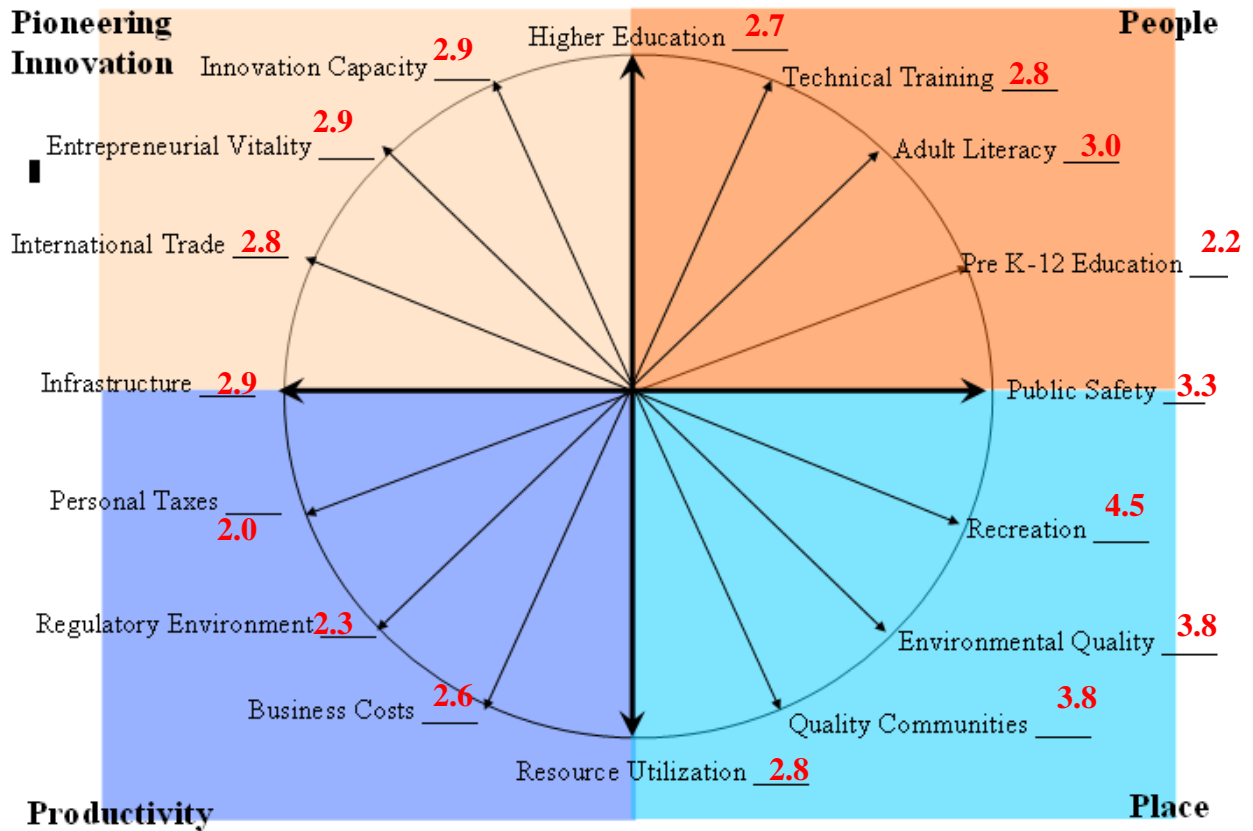 Pioneering
Innovation
People
Higher Education 2.7
Innovation Capacity 2.9
Technical Training 2.8
Entrepreneurial Vitality 2.9
Adult Literacy 3.0
International Trade 2.8
Pre K-12 Education 2.2
Infrastructure 2.9
Public Safety 3.3
Personal Taxes 2.0
Recreation 4.5
Regulatory Environment 2.3
Environmental Quality 3.8
Business Costs 2.6
Quality Communities 3.8
Resource Utilization 2.8
Productivity
Place